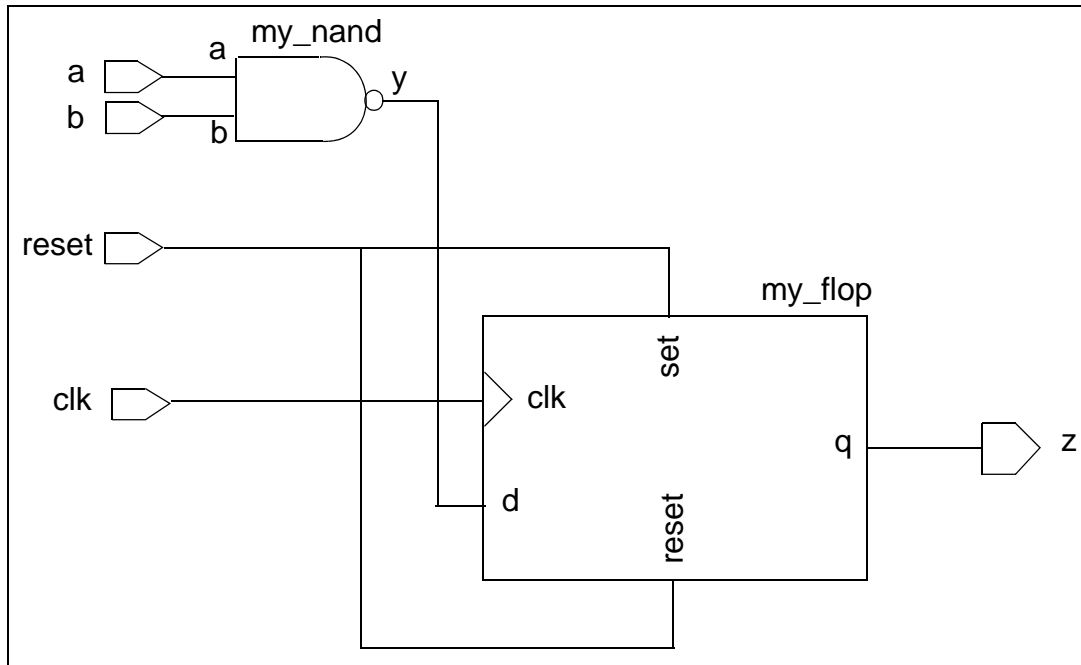 my_nand
a
a
y
b
b
reset
my_flop
set
clk
clk
q
z
d
reset